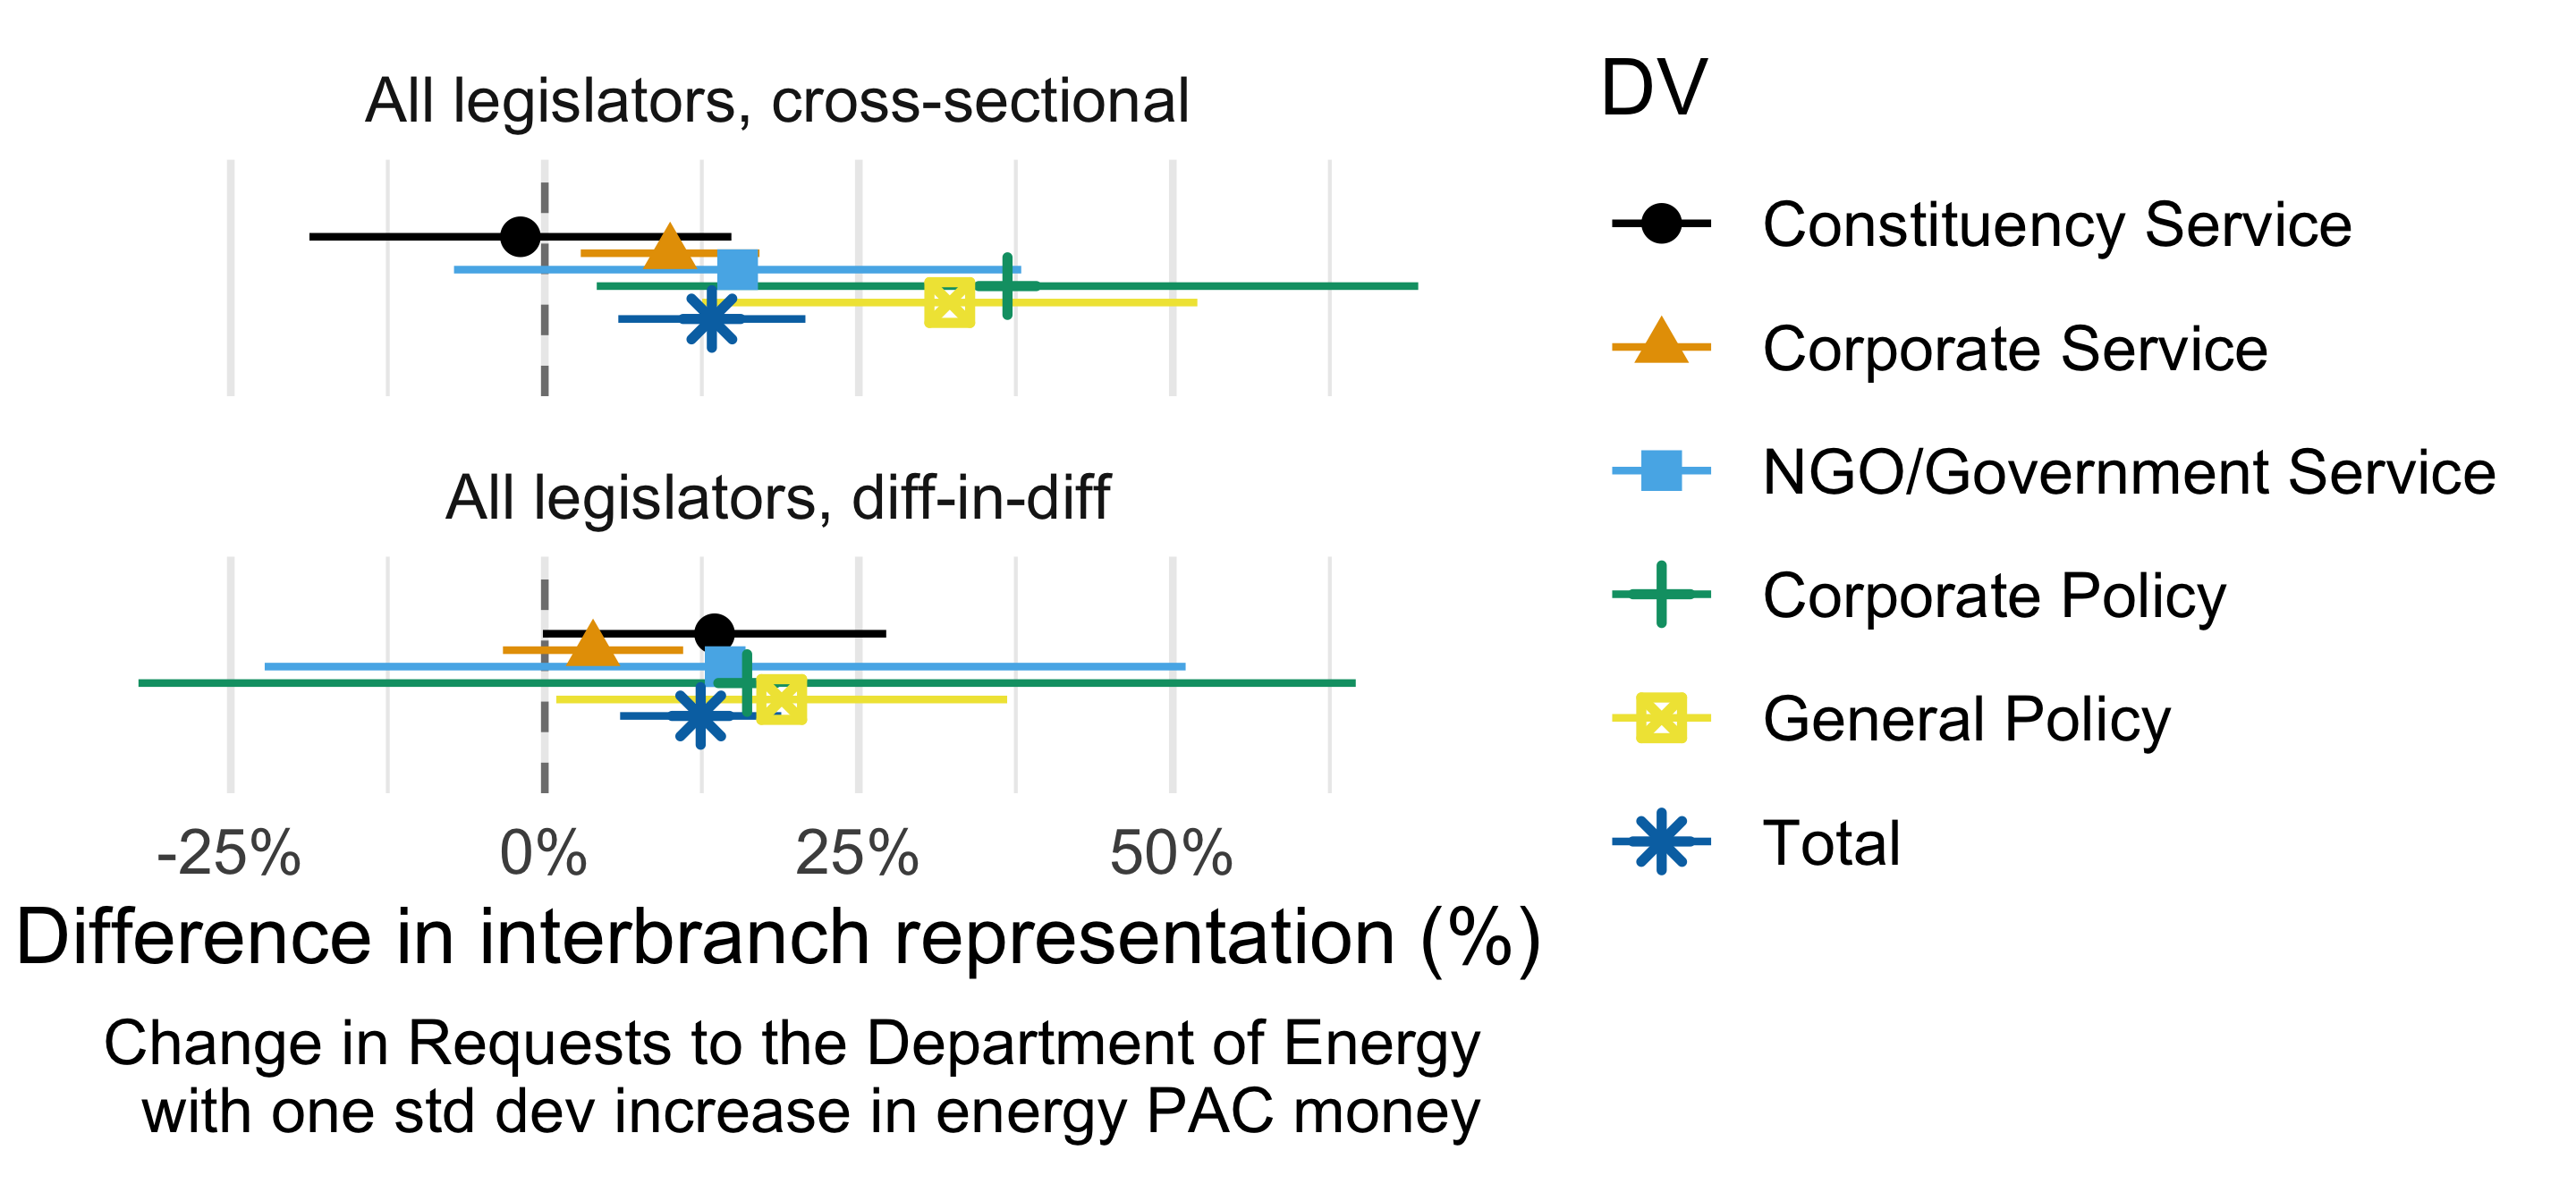 All legislators, cross-sectional
All legislators, diff-in-diff
-25% 0% 25% 50%
Difference in interbranch representation (%)
Change in Requests to the Department of Energy
with one std dev increase in energy PAC money
DV
Constituency Service
Corporate Service
NGO/Government Service
Corporate Policy
General Policy
Total